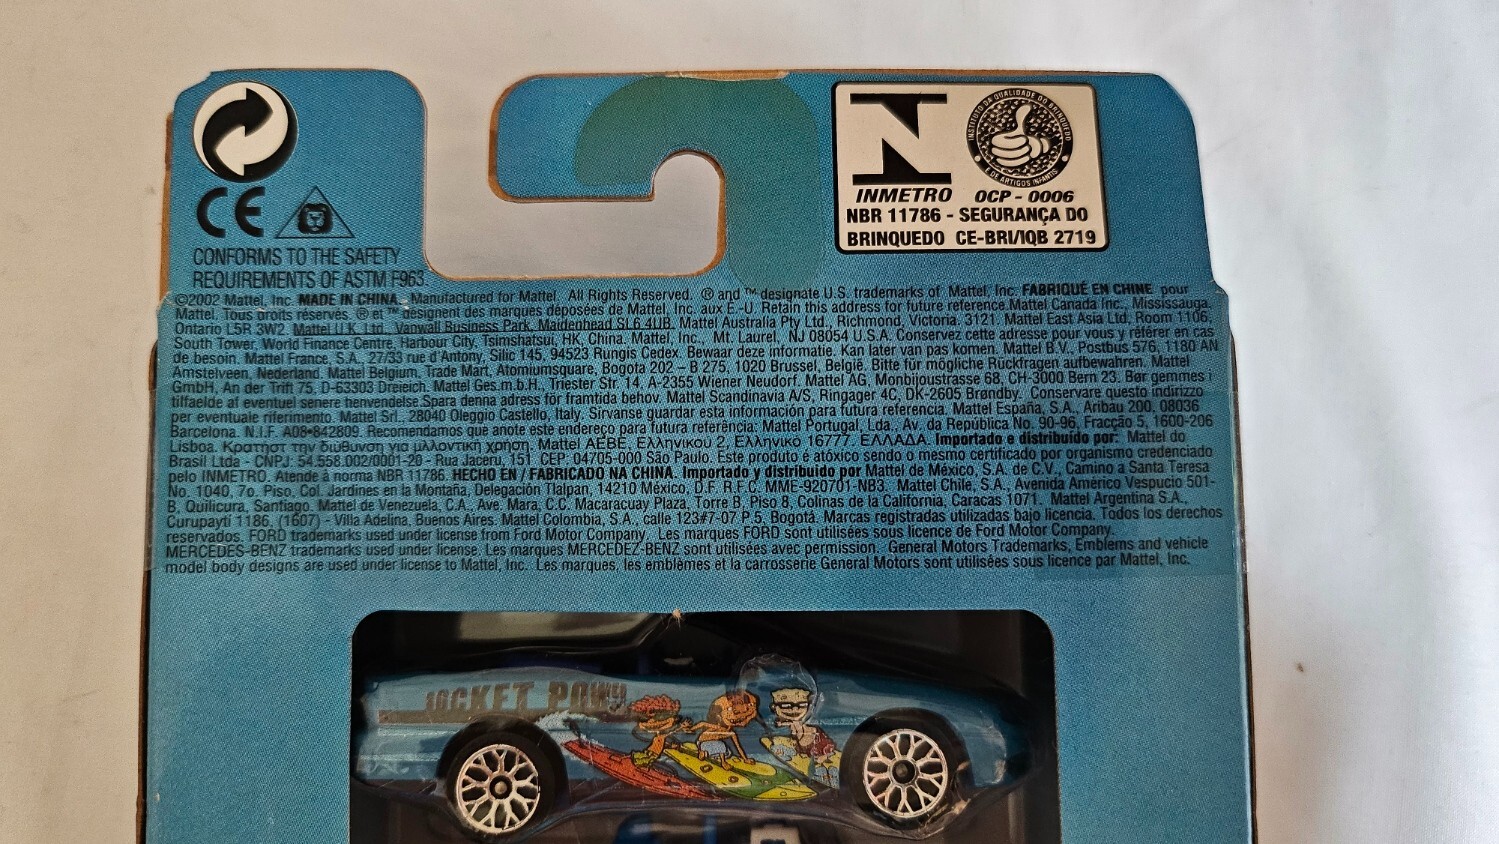 CE
CONFORMS TO THE SAFETY
REQUIREMENTS OF ASTM F963.
INSTITUTO DA QUALIDADE DO BRINQUEDO
E DE ARTIGOS INFANTIS
INMETRO OCP - 0006
NBR 11786 - SEGURANÇA DO
BRINQUEDO CE-BRI/IQB 2719
©2002 Mattel, Inc. MADE IN CHINA. Manufactured for Mattel. All Rights Reserved. ® and ™ designate U.S. trademarks of Mattel, Inc. FABRIQUÉ EN CHINE pour
Mattel. Tous droits réservés. ® et ™ désignent des marques déposées de Mattel, Inc. aux É.-U. Retain this address for future reference. Mattel Canada Inc., Mississauga,
Ontario L5R 3W2. Mattel U.K. Ltd., Vanwall Business Park, Maidenhead SL6 4UB. Mattel Australia Pty Ltd., Richmond, Victoria. 3121. Mattel East Asia Ltd, Room 1106,
South Tower, World Finance Centre, Harbour City, Tsimshatsui, HK, China. Mattel, Inc., Mt. Laurel, NJ 08054 U.S.A. Conservez cette adresse pour vous y référer en cas
de besoin. Mattel France, S.A., 27/33 rue d'Antony, Silic 145, 94523 Rungis Cedex. Bewaar deze informatie. Kan later van pas komen. Mattel B.V., Postbus 576, 1180 AN
Amstelveen, Nederland. Mattel Belgium, Trade Mart, Atomiumsquare, Bogota 202 – B 275, 1020 Brussel, België. Bitte für mögliche Rückfragen aufbewahren. Mattel
GmbH, An der Trift 75, D-63303 Dreieich. Mattel Ges.m.b.H., Triester Str. 14, A-2355 Wiener Neudorf. Mattel AG, Monbijoustrasse 68, CH-3000 Bern 23. Bør gemmes i
tilfaelde af eventuel senere henvendelse.Spara denna adress för framtida behov. Mattel Scandinavia A/S, Ringager 4C, DK-2605 Brøndby. Conservare questo indirizzo
per eventuale riferimento. Mattel Srl., 28040 Oleggio Castello, Italy. Sírvanse guardar esta información para futura referencia. Mattel España, S.A., Aribau 200, 08036
Barcelona. N.I.F. A08•842809. Recomendamos que anote este endereço para futura referência: Mattel Portugal, Lda., Av. da República No. 90-96, Fracção 5, 1600-206
Lisboa. Κρατηστ την διυθυνση για μλλοντική χρήση. Mattel ΑΕΒΕ, Ελληνικού 2, Ελληνικό 16777. ΕΛΛΑΔΑ. Importado e distribuído por: Mattel do
Brasil Ltda - CNPJ: 54.558.002/0001-20 - Rua Jaceru, 151 CEP: 04705-000 São Paulo. Este produto é atóxico sendo o mesmo certificado por organismo credenciado
pelo INMETRO. Atende à norma NBR 11786. HECHO EN / FABRICADO NA CHINA. Importado y distribuido por Mattel de México, S.A. de C.V., Camino a Santa Teresa
No. 1040, 7o. Piso, Col. Jardines en la Montaña, Delegación Tlalpan, 14210 México, D.F. R.F.C. MME-920701-NB3. Mattel Chile, S.A., Avenida Américo Vespucio 501-
B, Quilicura, Santiago. Mattel de Venezuela, C.A., Ave. Mara, C.C. Macaracuay Plaza, Torre B, Piso 8, Colinas de la California, Caracas 1071. Mattel Argentina S.A.,
Curupaytí 1186, (1607) - Villa Adelina, Buenos Aires. Mattel Colombia, S.A., calle 123#7-07 P.5, Bogotá. Marcas registradas utilizadas bajo licencia. Todos los derechos
reservados. FORD trademarks used under license from Ford Motor Company. Les marques FORD sont utilisées sous licence de Ford Motor Company.
MERCEDES-BENZ trademarks used under license. Les marques MERCEDEZ-BENZ sont utilisées avec permission. General Motors Trademarks, Emblems and vehicle
model body designs are used under license to Mattel, Inc. Les marques, les emblèmes et la carrosserie General Motors sont utilisées sous licence par Mattel, Inc.